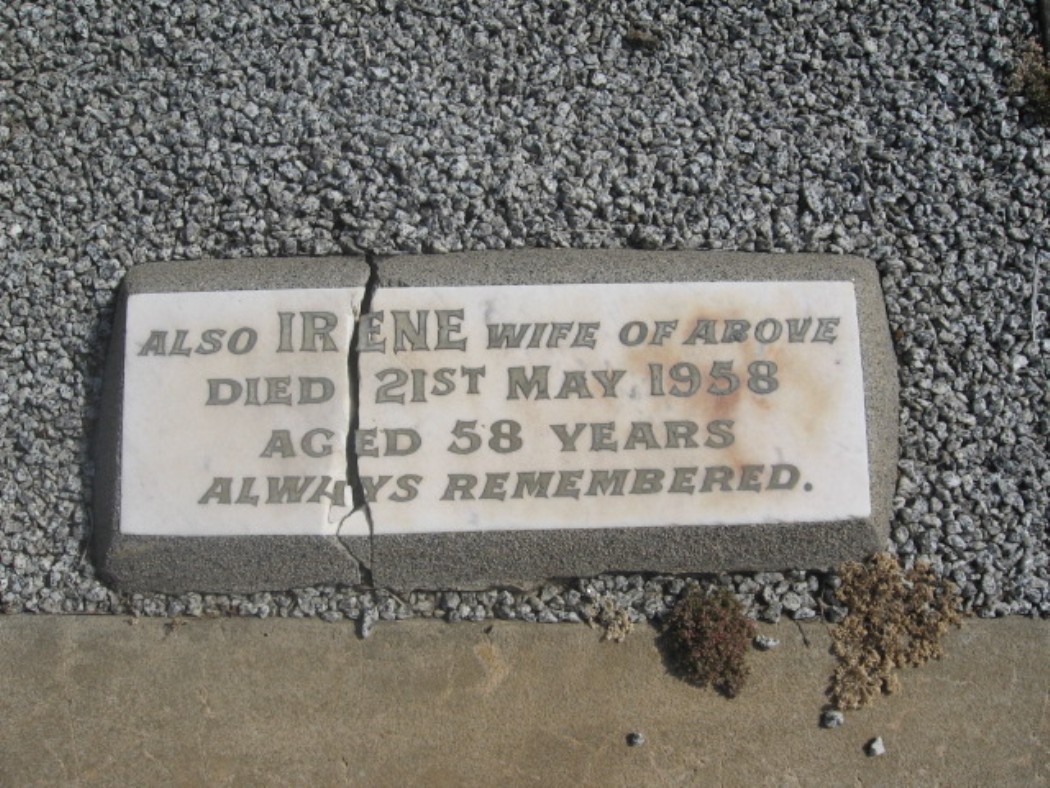 ALSO IRENE WIFE OF ABOVE
DIED 21ST MAY 1958
AGED 58 YEARS
ALWAYS REMEMBERED.